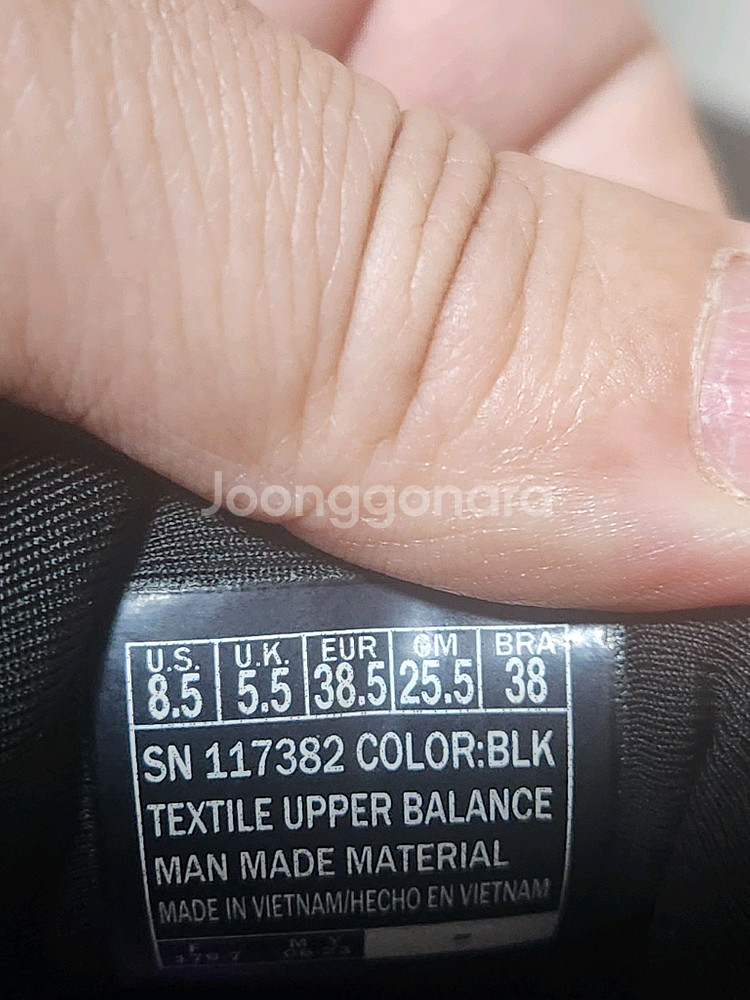 Joonggonara
U.S. U.K. EUR CM BRA
8.5 5.5 38.5 25.5 38
SN 117382 COLOR:BLK
TEXTILE UPPER BALANCE
MAN MADE MATERIAL
MADE IN VIETNAM/HECHO EN VIETNAM
F M Y